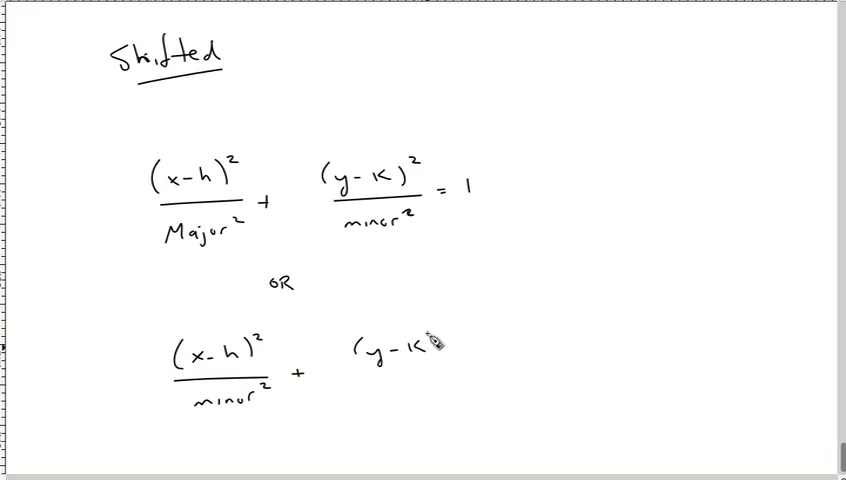 Shifted
(x-h)² / Major² + (y-k)² / minor² = 1
OR
(x-h)² / minor² + (y-k